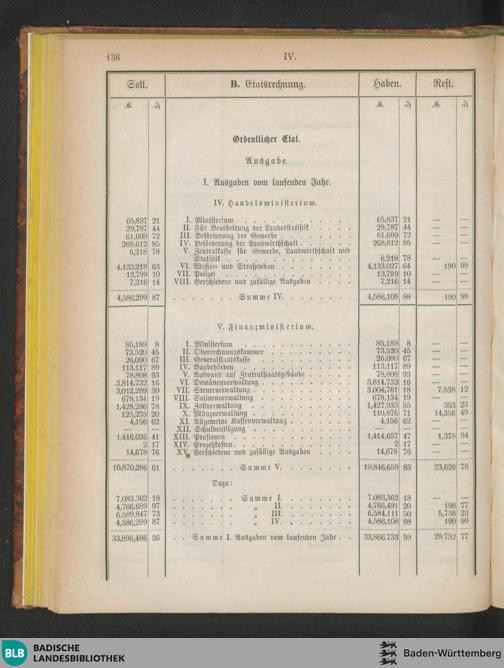 136 IV.
Soll. B. Etatsrechnung. Haben. Rest.
ℳ ₰ ℳ ₰ ℳ ₰
Ordentlicher Etat.
Ausgabe.
I. Ausgaben vom laufenden Jahr.
IV. Handelsministerium.
65,837 21 I. Ministerium 65,837 21 — —
29,787 44 II. Für Bearbeitung der Landesstatistik 29,787 44 — —
61,609 72 III. Beförderung der Gewerbe 61,609 72 — —
268,612 85 IV. Beförderung der Landwirthschaft 268,612 85 — —
V. Zentralkasse für Gewerbe, Landwirthschaft und
6,218 78 Statistik 6,218 78 — —
4,133,218 63 VI. Wasser- und Straßenbau 4,133,027 64 190 99
13,799 10 VII. Polizei 13,799 10 — —
7,216 14 VIII. Verschiedene und zufällige Ausgaben 7,216 14 — —
4,586,299 87 Summe IV. 4,586,108 88 190 99
V. Finanzministerium.
85,189 8 I. Ministerium 85,189 8 — —
73,520 45 II. Oberrechnungskammer 73,520 45 — —
26,090 67 III. Generalstaatskasse 26,090 67 — —
113,117 89 IV. Baubehörden 113,117 89 — —
78,808 93 V. Aufwand auf Zentralstaatsgebäude 78,808 93 — —
3,814,732 16 VI. Domänenverwaltung 3,814,732 16 — —
3,012,299 30 VII. Steuerverwaltung 3,004,761 18 7,538 12
678,134 19 VIII. Salinenverwaltung 678,134 19 — —
1,428,286 78 IX. Zollverwaltung 1,427,933 55 353 23
125,233 20 X. Münzverwaltung 110,876 71 14,356 49
4,156 62 XI. Allgemeine Kassenverwaltung 4,156 62 — —
— — XII. Schuldentilgung — — — —
1,416,036 41 XIII. Pensionen 1,414,657 47 1,378 94
2 17 XIV. Prozeßkosten 2 17 — —
14,678 76 XV. Verschiedene und zufällige Ausgaben 14,678 76 — —
10,870,286 61 Summe V. 10,846,659 83 23,626 78
Dazu:
7,083,362 18 Summe I. 7,083,362 18 — —
4,766,689 97 „ II. 4,766,491 20 198 77
6,589,847 73 „ III. 6,584,111 50 5,736 23
4,586,299 87 „ IV. 4,586,108 88 190 99
33,896,486 36 Summe I. Ausgaben vom laufenden Jahr 33,866,733 59 29,752 77
BLB BADISCHE
LANDESBIBLIOTHEK
Baden-Württemberg